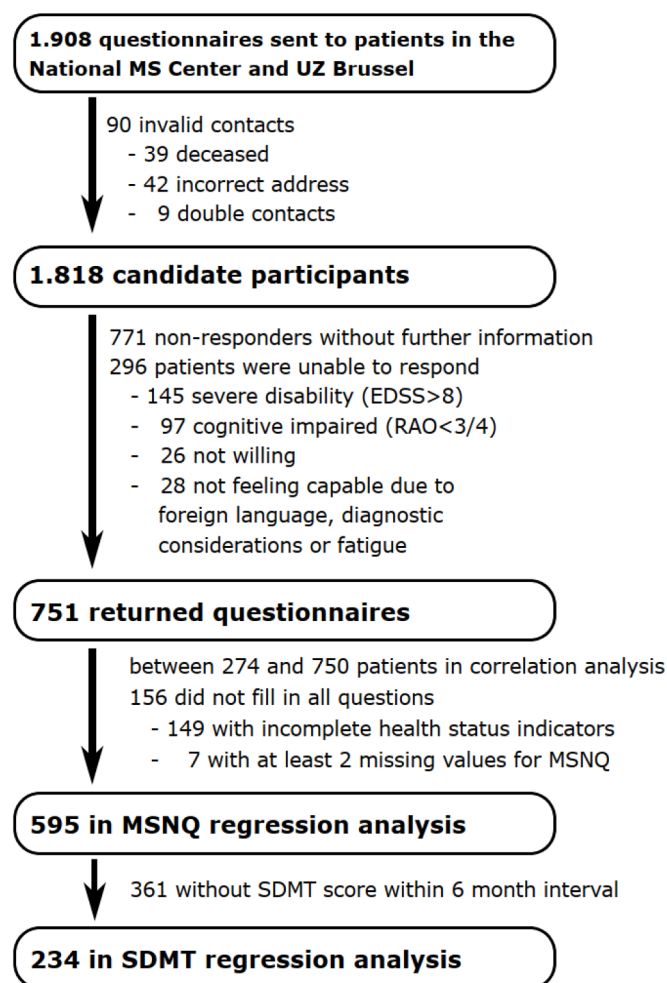 1.908 questionnaires sent to patients in the
National MS Center and UZ Brussel
90 invalid contacts
- 39 deceased
- 42 incorrect address
- 9 double contacts
1.818 candidate participants
771 non-responders without further information
296 patients were unable to respond
- 145 severe disability (EDSS>8)
- 97 cognitive impaired (RAO<3/4)
- 26 not willing
- 28 not feeling capable due to
foreign language, diagnostic
considerations or fatigue
751 returned questionnaires
between 274 and 750 patients in correlation analysis
156 did not fill in all questions
- 149 with incomplete health status indicators
- 7 with at least 2 missing values for MSNQ
595 in MSNQ regression analysis
361 without SDMT score within 6 month interval
234 in SDMT regression analysis